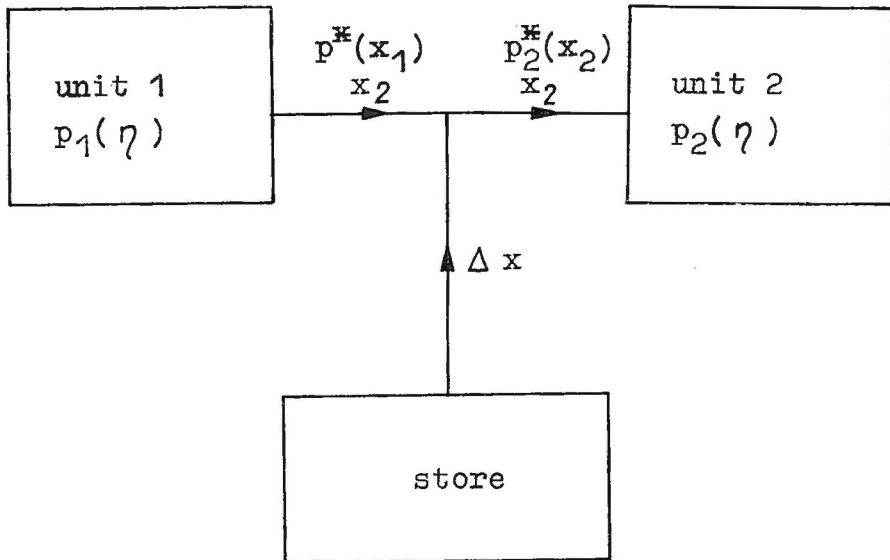 p*(x₁)
p₂*(x₂)
unit 1
x₂
x₂
unit 2
p₁(η)
p₂(η)
Δ x
store